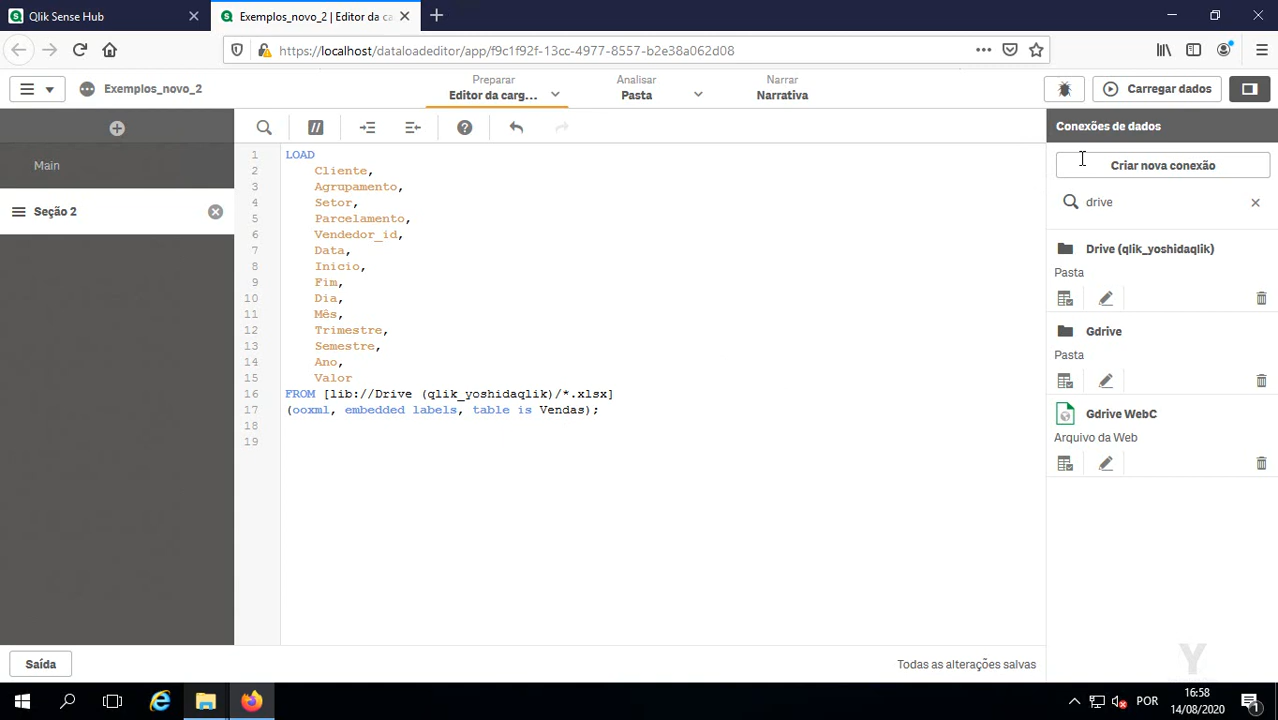 Qlik Sense Hub
Exemplos_novo_2 | Editor da ca
https://localhost/dataloadeditor/app/f9c1f92f-13cc-4977-8557-b2e38a062d08
Exemplos_novo_2
Preparar
Editor da carg...
Analisar
Pasta
Narrar
Narrativa
Carregar dados
Main
Seção 2
1 LOAD
2 Cliente,
3 Agrupamento,
4 Setor,
5 Parcelamento,
6 Vendedor_id,
7 Data,
8 Inicio,
9 Fim,
10 Dia,
11 Mês,
12 Trimestre,
13 Semestre,
14 Ano,
15 Valor
16 FROM [lib://Drive (qlik_yoshidaqlik)/*.xlsx]
17 (ooxml, embedded labels, table is Vendas);
18
19
Conexões de dados
Criar nova conexão
drive
Drive (qlik_yoshidaqlik)
Pasta
Gdrive
Pasta
Gdrive WebC
Arquivo da Web
Saída
Todas as alterações salvas
Y
POR
16:58
14/08/2020
1